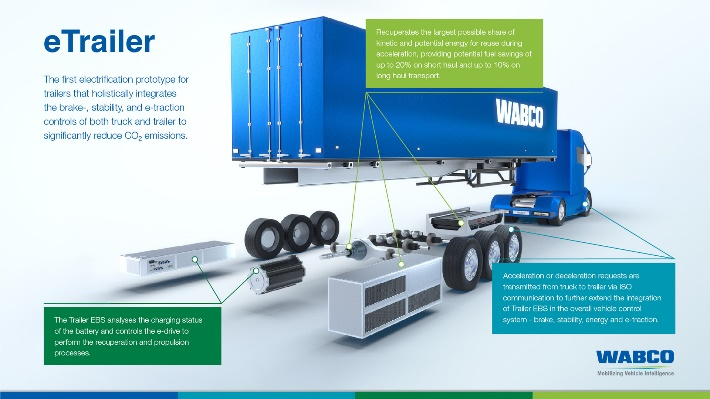 eTrailer
The first electrification prototype for
trailers that holistically integrates
the brake-, stability, and e-traction
controls of both truck and trailer to
significantly reduce CO₂ emissions.
Recuperates the largest possible share of
kinetic and potential energy for reuse during
acceleration, providing potential fuel savings of
up to 20% on short haul and up to 10% on
long haul transport.
WABCO
Acceleration or deceleration requests are
transmitted from truck to trailer via ISO
communication to further extend the integration
of Trailer EBS in the overall vehicle control
system - brake, stability, energy and e-traction.
The Trailer EBS analyses the charging status
of the battery and controls the e-drive to
perform the recuperation and propulsion
processes.
WABCO
Mobilizing Vehicle Intelligence